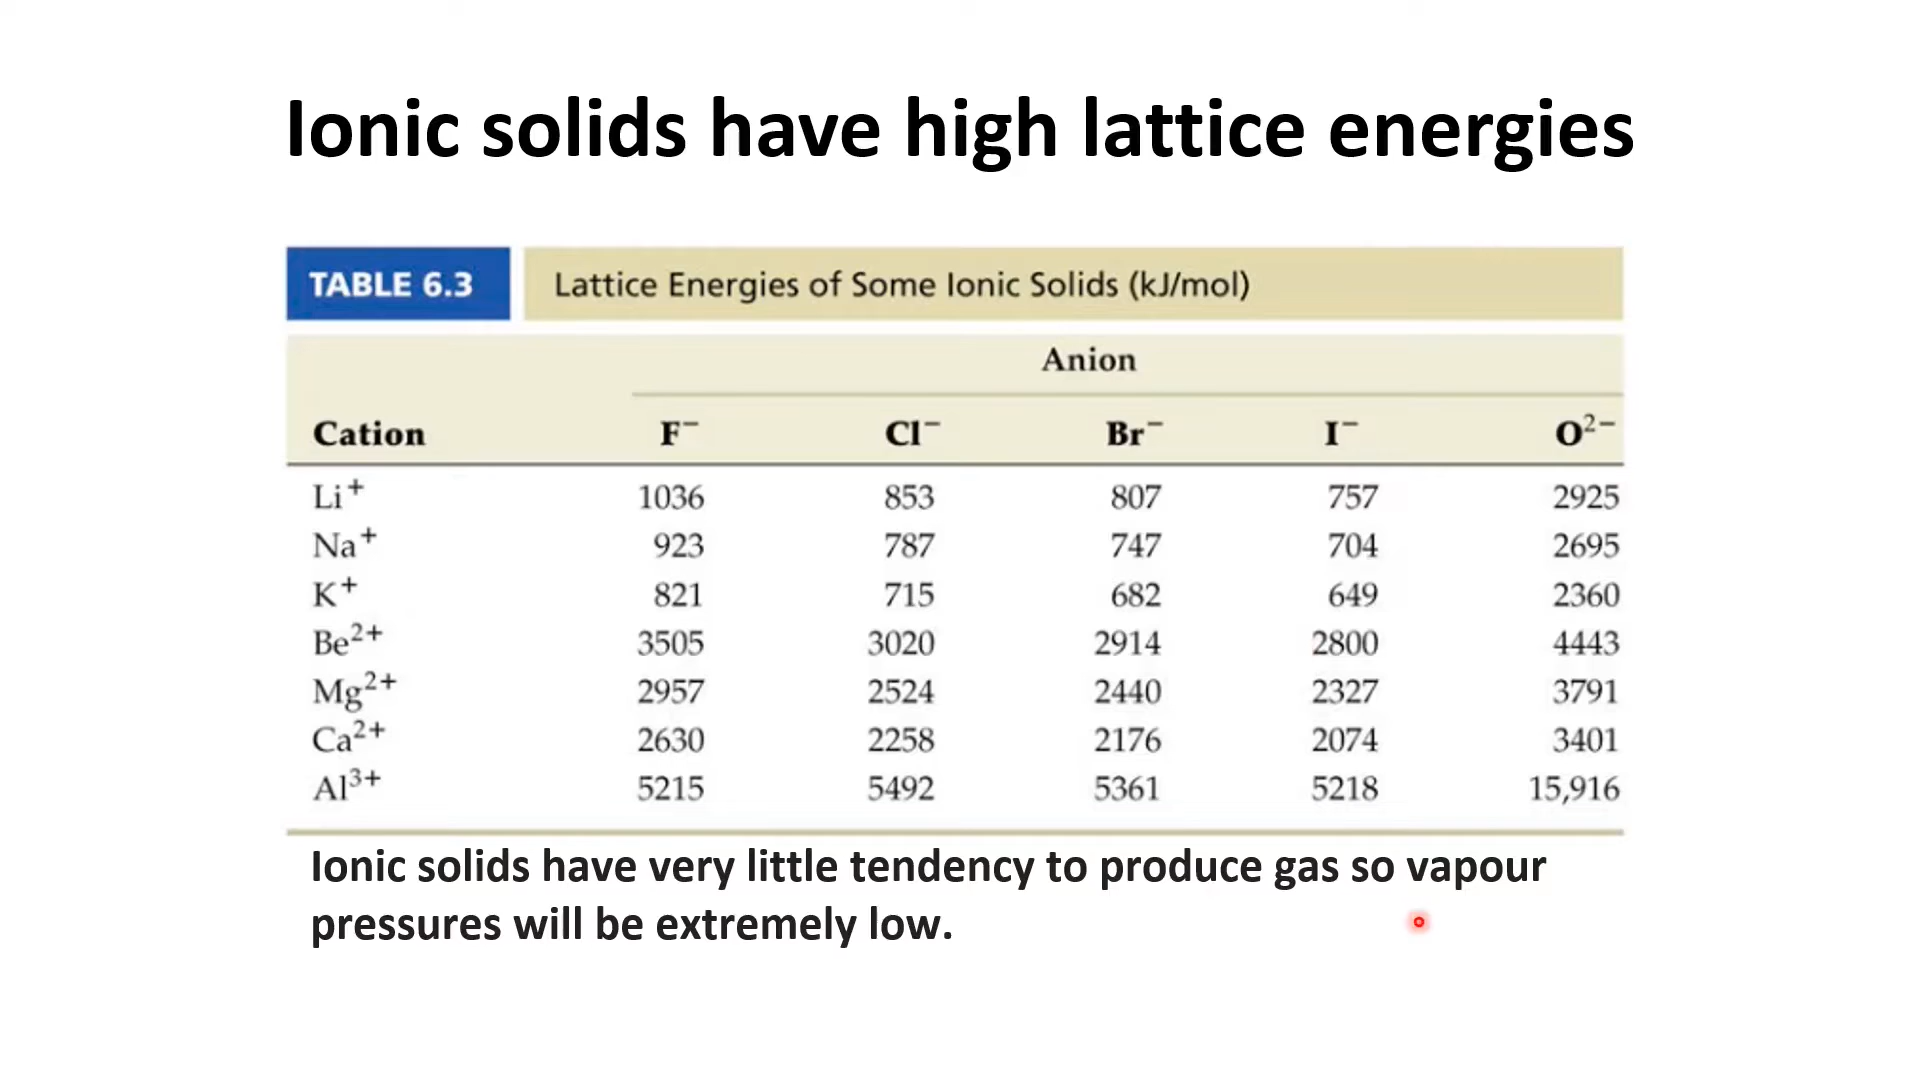 Ionic solids have high lattice energies
TABLE 6.3 Lattice Energies of Some Ionic Solids (kJ/mol)
Anion
Cation F⁻ Cl⁻ Br⁻ I⁻ O²⁻
Li⁺ 1036 853 807 757 2925
Na⁺ 923 787 747 704 2695
K⁺ 821 715 682 649 2360
Be²⁺ 3505 3020 2914 2800 4443
Mg²⁺ 2957 2524 2440 2327 3791
Ca²⁺ 2630 2258 2176 2074 3401
Al³⁺ 5215 5492 5361 5218 15,916
Ionic solids have very little tendency to produce gas so vapour
pressures will be extremely low.